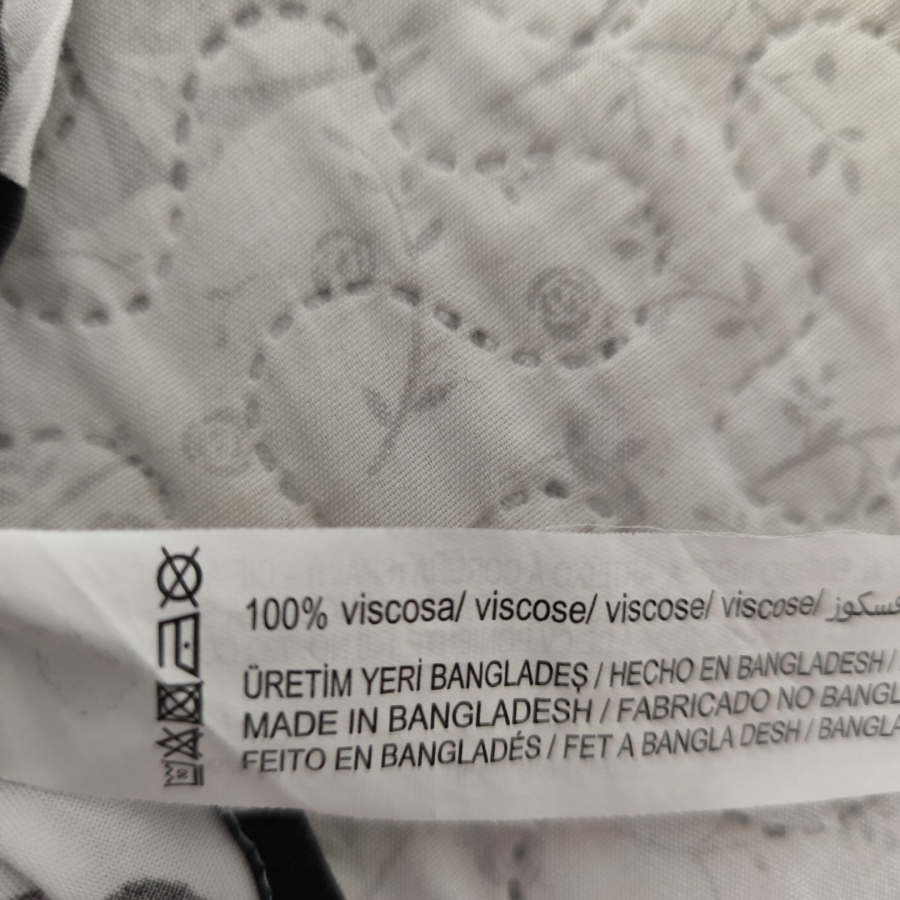 100% viscosa/ viscose/ viscose/ viscose/ فسكوز
ÜRETİM YERİ BANGLADEŞ / HECHO EN BANGLADESH /
MADE IN BANGLADESH / FABRICADO NO BANGL
FEITO EN BANGLADÉS / FET A BANGLA DESH / BANGLA